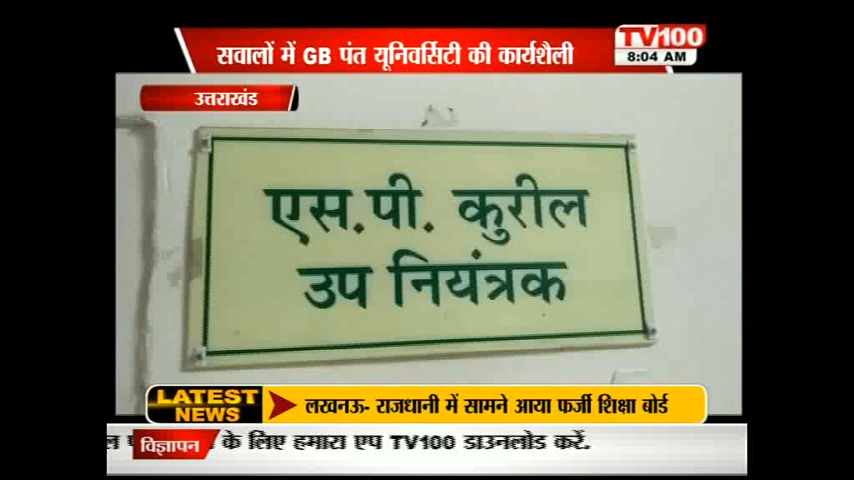 सवालों में GB पंत यूनिवर्सिटी की कार्यशैली
TV100
8:04 AM
उत्तराखंड
एस.पी. कुरील
उप नियंत्रक
LATEST NEWS
लखनऊ- राजधानी में सामने आया फर्जी शिक्षा बोर्ड
विज्ञापन
के लिए हमारा एप TV100 डाउनलोड करें.